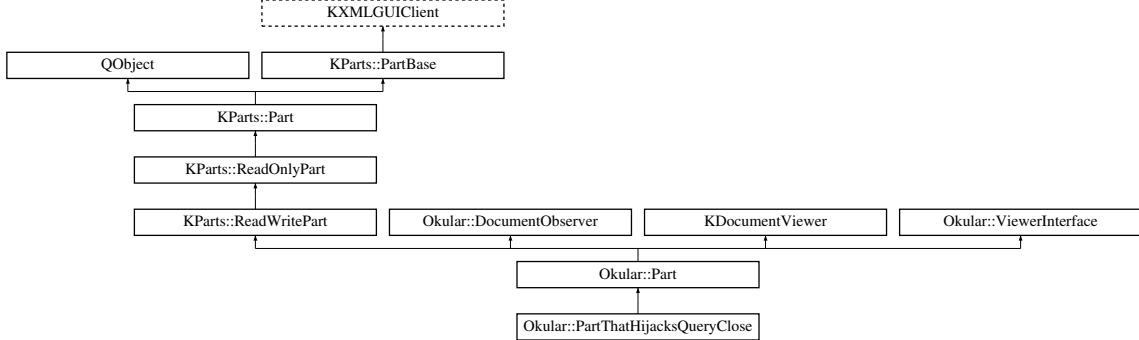 KXMLGUIClient
QObject
KParts::PartBase
KParts::Part
KParts::ReadOnlyPart
KParts::ReadWritePart
Okular::DocumentObserver
KDocumentViewer
Okular::ViewerInterface
Okular::Part
Okular::PartThatHijacksQueryClose